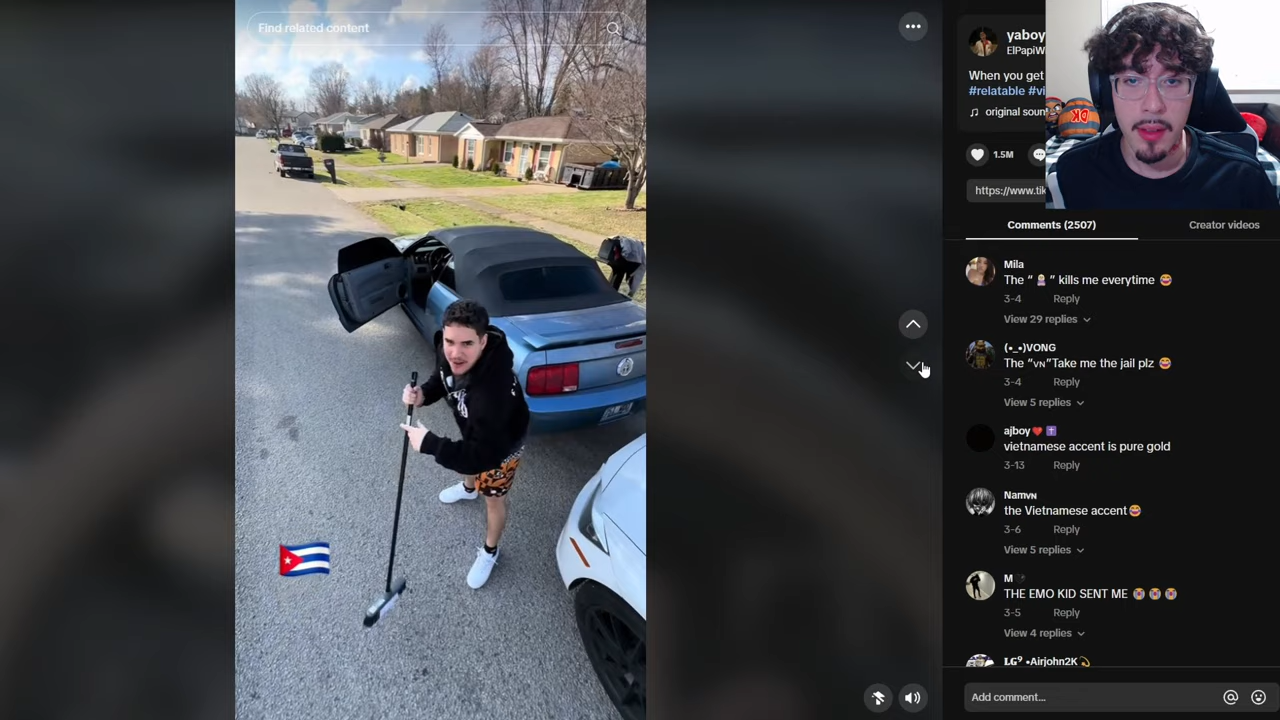 Find related content
yaboy
ElPapiW
When you get
#relatable #vi
♫ original soun
1.5M
https://www.tik
DK
Comments (2507)
Creator videos
Mila
The “ 🤷🏼‍♀️ ” kills me everytime 😂
3-4 Reply
View 29 replies
(•_•)VONG
The “ᴠɴ”Take me the jail plz 😂
3-4 Reply
View 5 replies
ajboy❤️✝️
vietnamese accent is pure gold
3-13 Reply
Namᴠɴ
the Vietnamese accent😂
3-6 Reply
View 5 replies
M
THE EMO KID SENT ME 😭😭😭
3-5 Reply
View 4 replies
𝐋𝐆⁹ •Airjohn2K💫
Add comment...